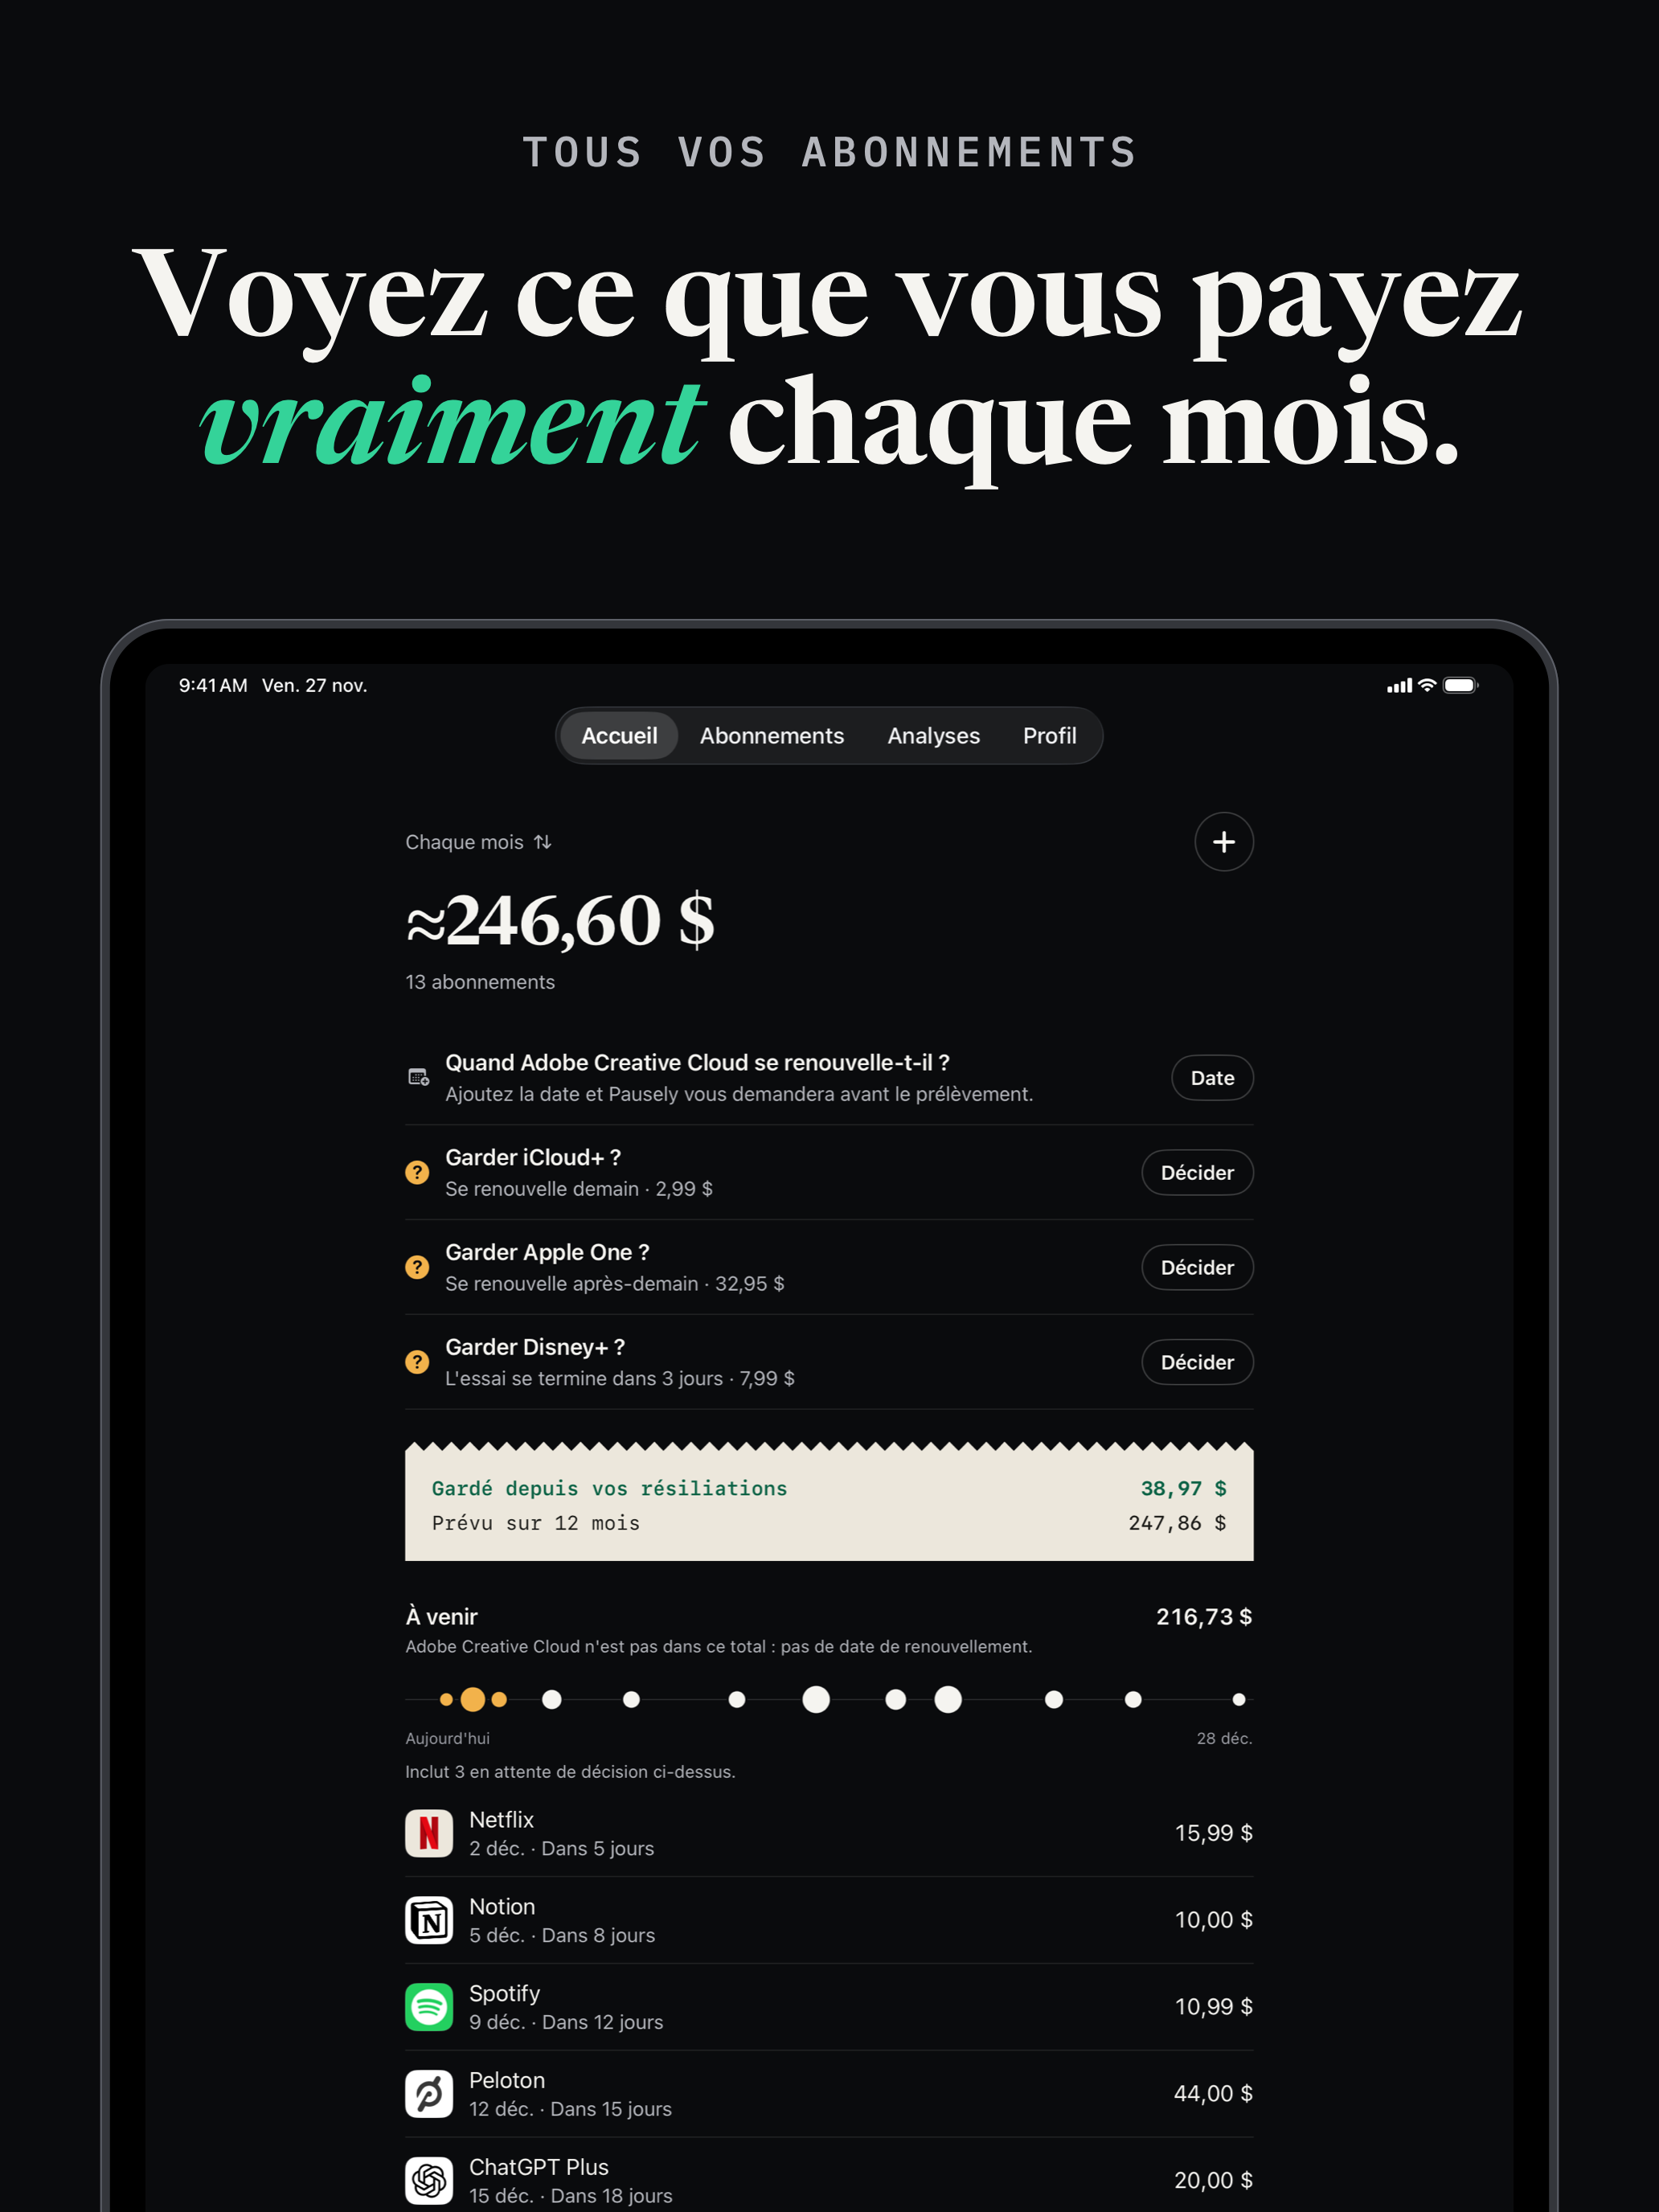 TOUS VOS ABONNEMENTS
Voyez ce que vous payez
vraiment chaque mois.
9:41 AM Ven. 27 nov.
Accueil Abonnements Analyses Profil
Chaque mois
≈246,60 $
13 abonnements
Quand Adobe Creative Cloud se renouvelle-t-il ?
Ajoutez la date et Pausely vous demandera avant le prélèvement.
Date
Garder iCloud+ ?
Se renouvelle demain · 2,99 $
Décider
Garder Apple One ?
Se renouvelle après-demain · 32,95 $
Décider
Garder Disney+ ?
L'essai se termine dans 3 jours · 7,99 $
Décider
Gardé depuis vos résiliations 38,97 $
Prévu sur 12 mois 247,86 $
À venir 216,73 $
Adobe Creative Cloud n'est pas dans ce total : pas de date de renouvellement.
Aujourd'hui 28 déc.
Inclut 3 en attente de décision ci-dessus.
Netflix
2 déc. · Dans 5 jours
15,99 $
Notion
5 déc. · Dans 8 jours
10,00 $
Spotify
9 déc. · Dans 12 jours
10,99 $
Peloton
12 déc. · Dans 15 jours
44,00 $
ChatGPT Plus
15 déc. · Dans 18 jours
20,00 $